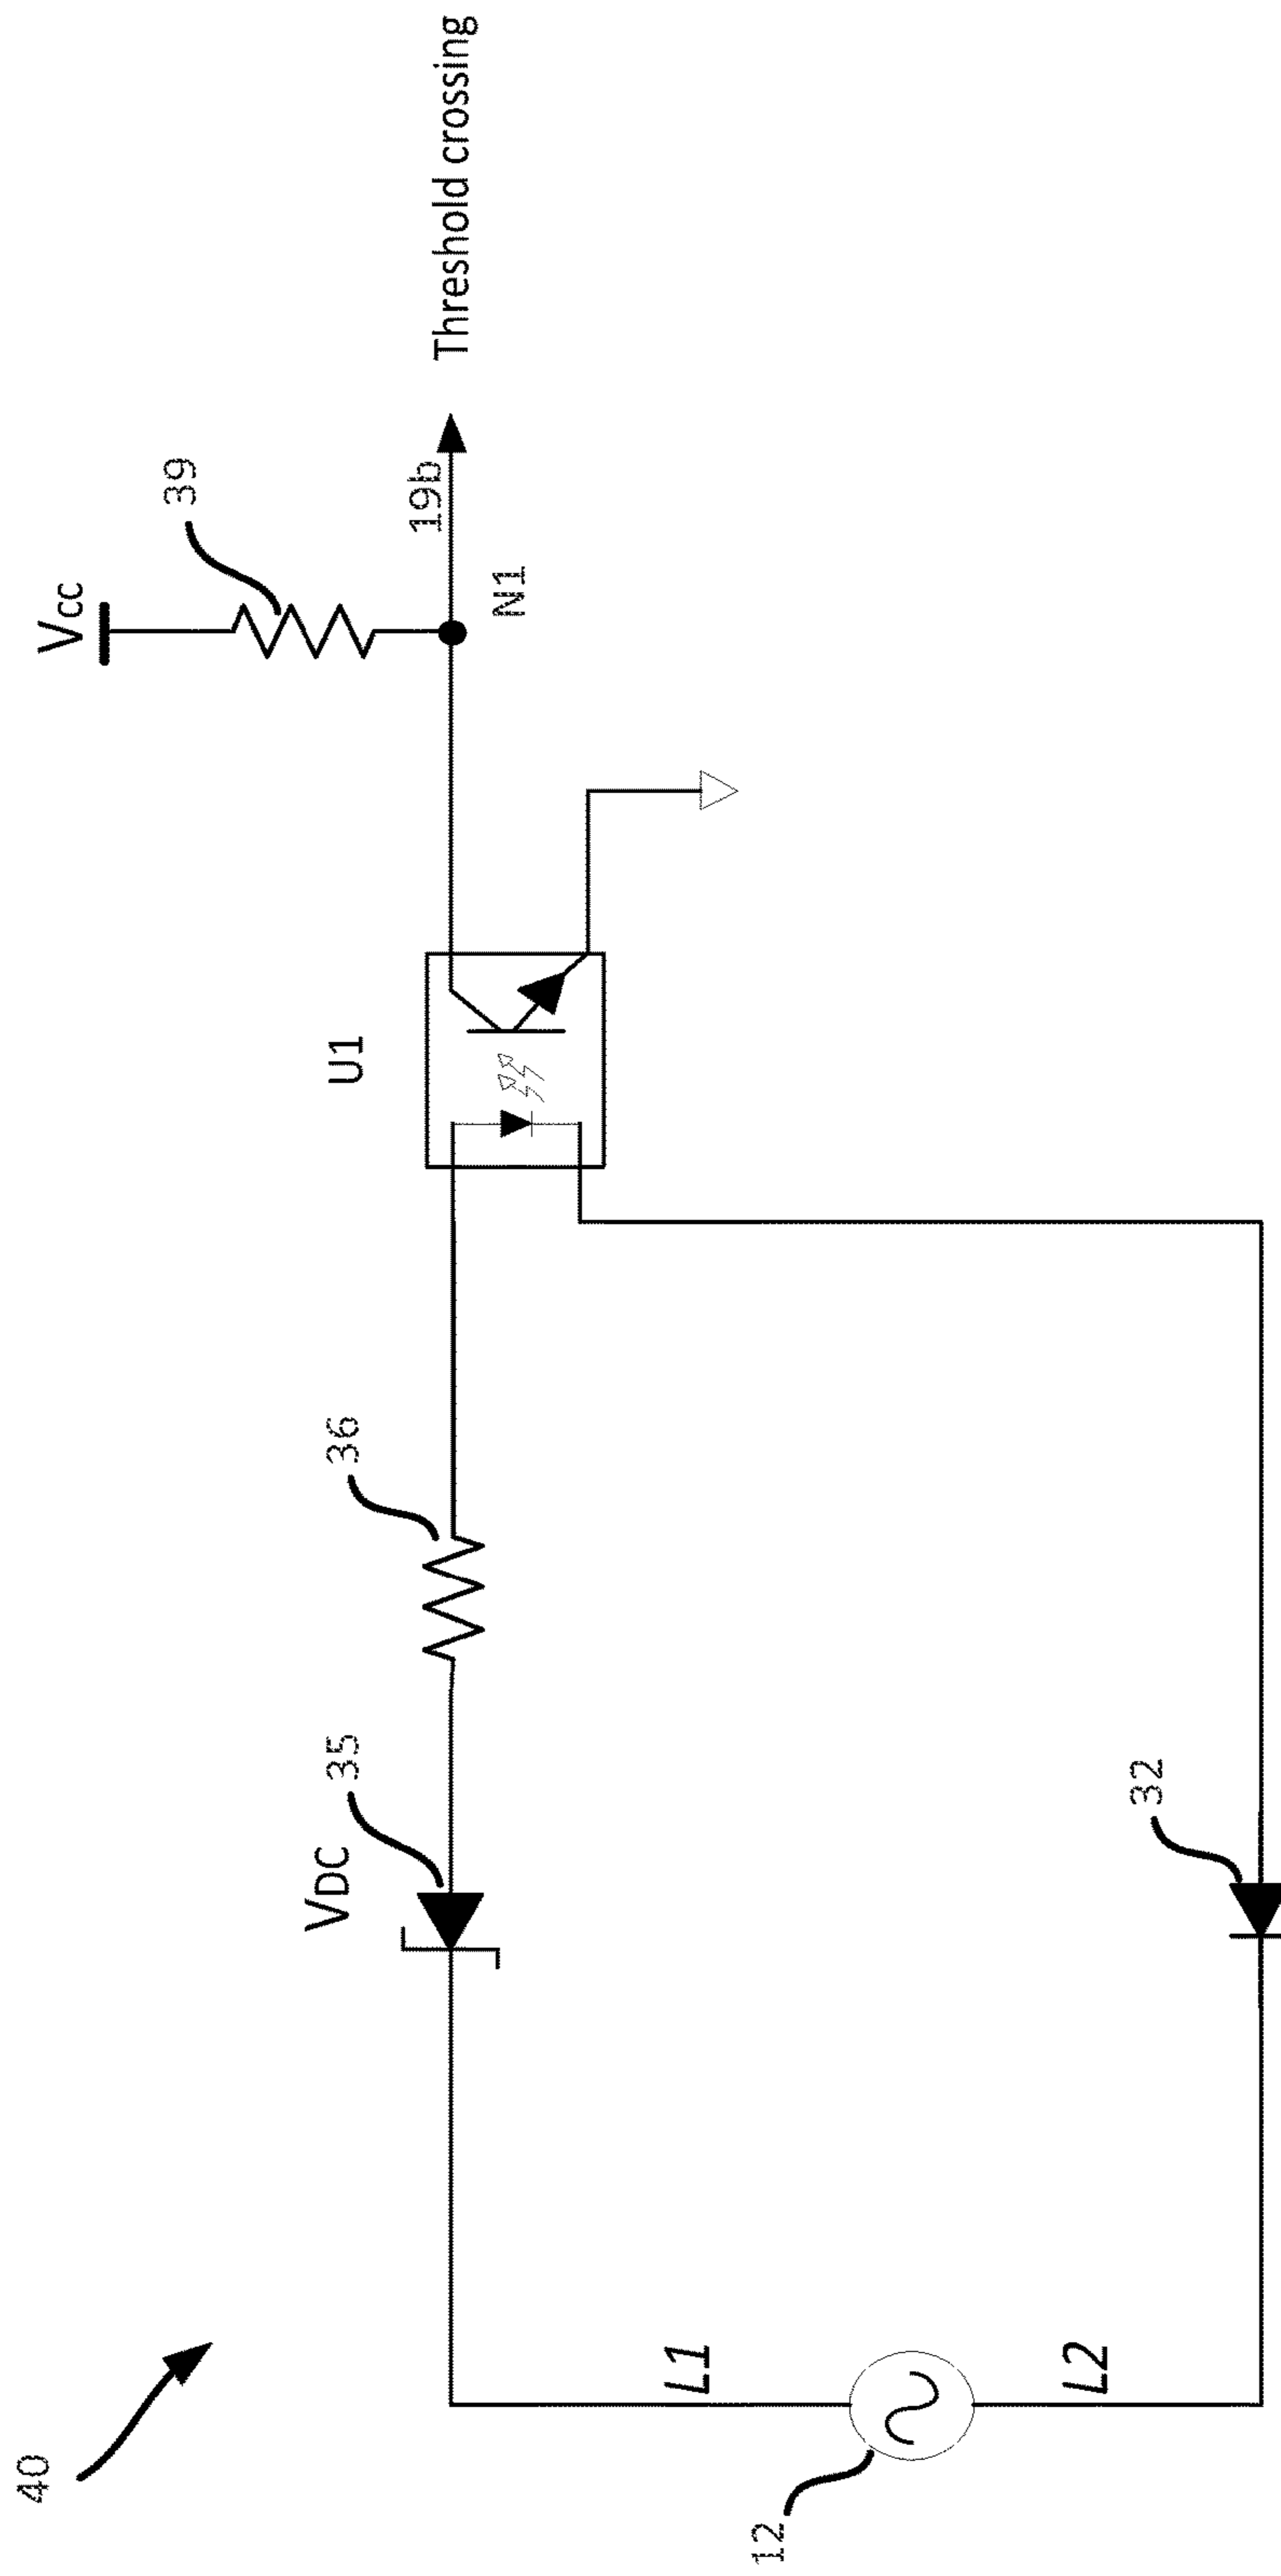 40
Vcc
39
Threshold crossing
19b
N1
U1
VDC
35
36
L1
12
L2
32